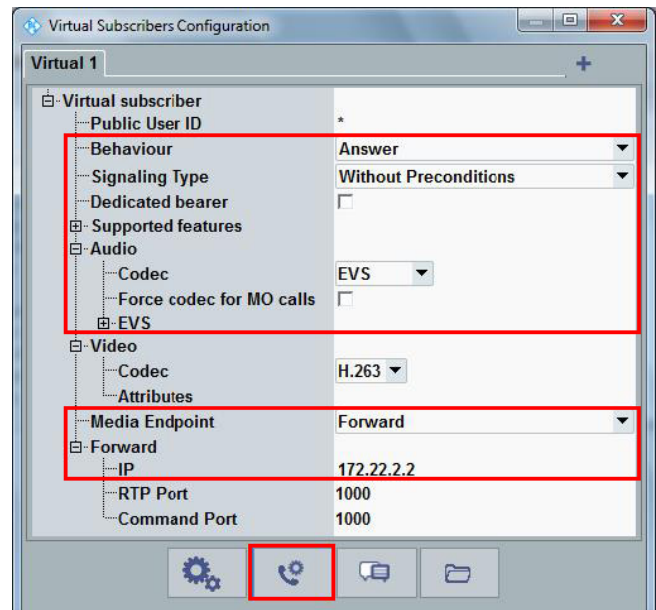 Virtual Subscribers Configuration
Virtual 1
Virtual subscriber
Public User ID *
Behaviour Answer
Signaling Type Without Preconditions
Dedicated bearer
Supported features
Audio
Codec EVS
Force codec for MO calls
EVS
Video
Codec H.263
Attributes
Media Endpoint Forward
Forward
IP 172.22.2.2
RTP Port 1000
Command Port 1000